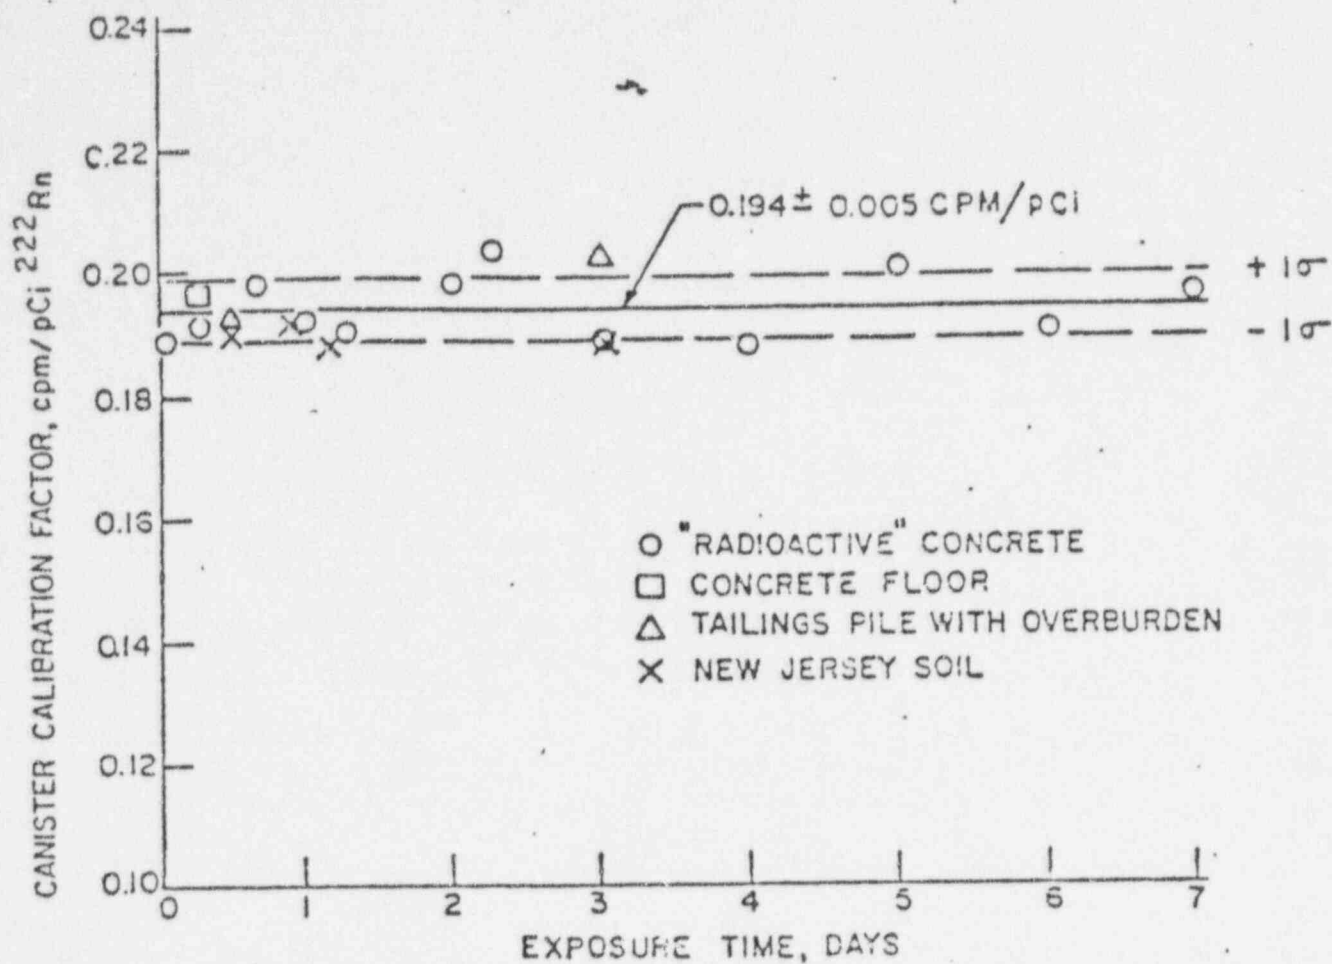 0.24
0.22
0.20
0.18
0.16
0.14
0.12
0.10
CANISTER CALIBRATION FACTOR, cpm/pCi 222Rn
0.194 ± 0.005 CPM/pCi
+ 1σ
- 1σ
"RADIOACTIVE" CONCRETE
CONCRETE FLOOR
TAILINGS PILE WITH OVERBURDEN
NEW JERSEY SOIL
0 1 2 3 4 5 6 7
EXPOSURE TIME, DAYS